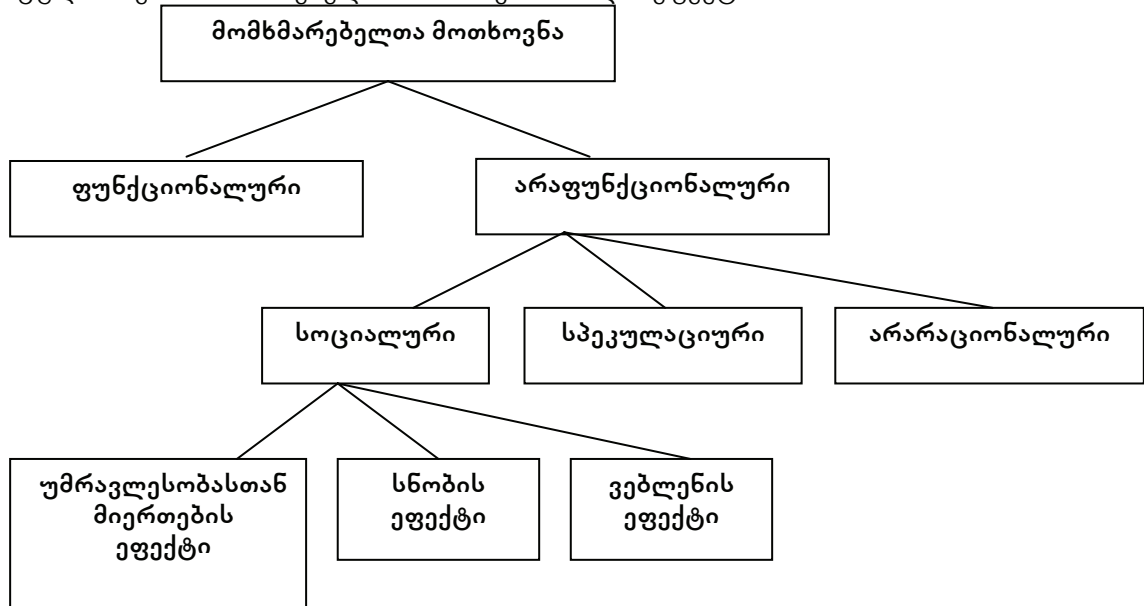 მომხმარებელთა მოთხოვნა
ფუნქციონალური
არაფუნქციონალური
სოციალური
სპეკულაციური
არარაციონალური
უმრავლესობასთან
მიერთების
ეფექტი
სნობის
ეფექტი
ვებლენის
ეფექტი